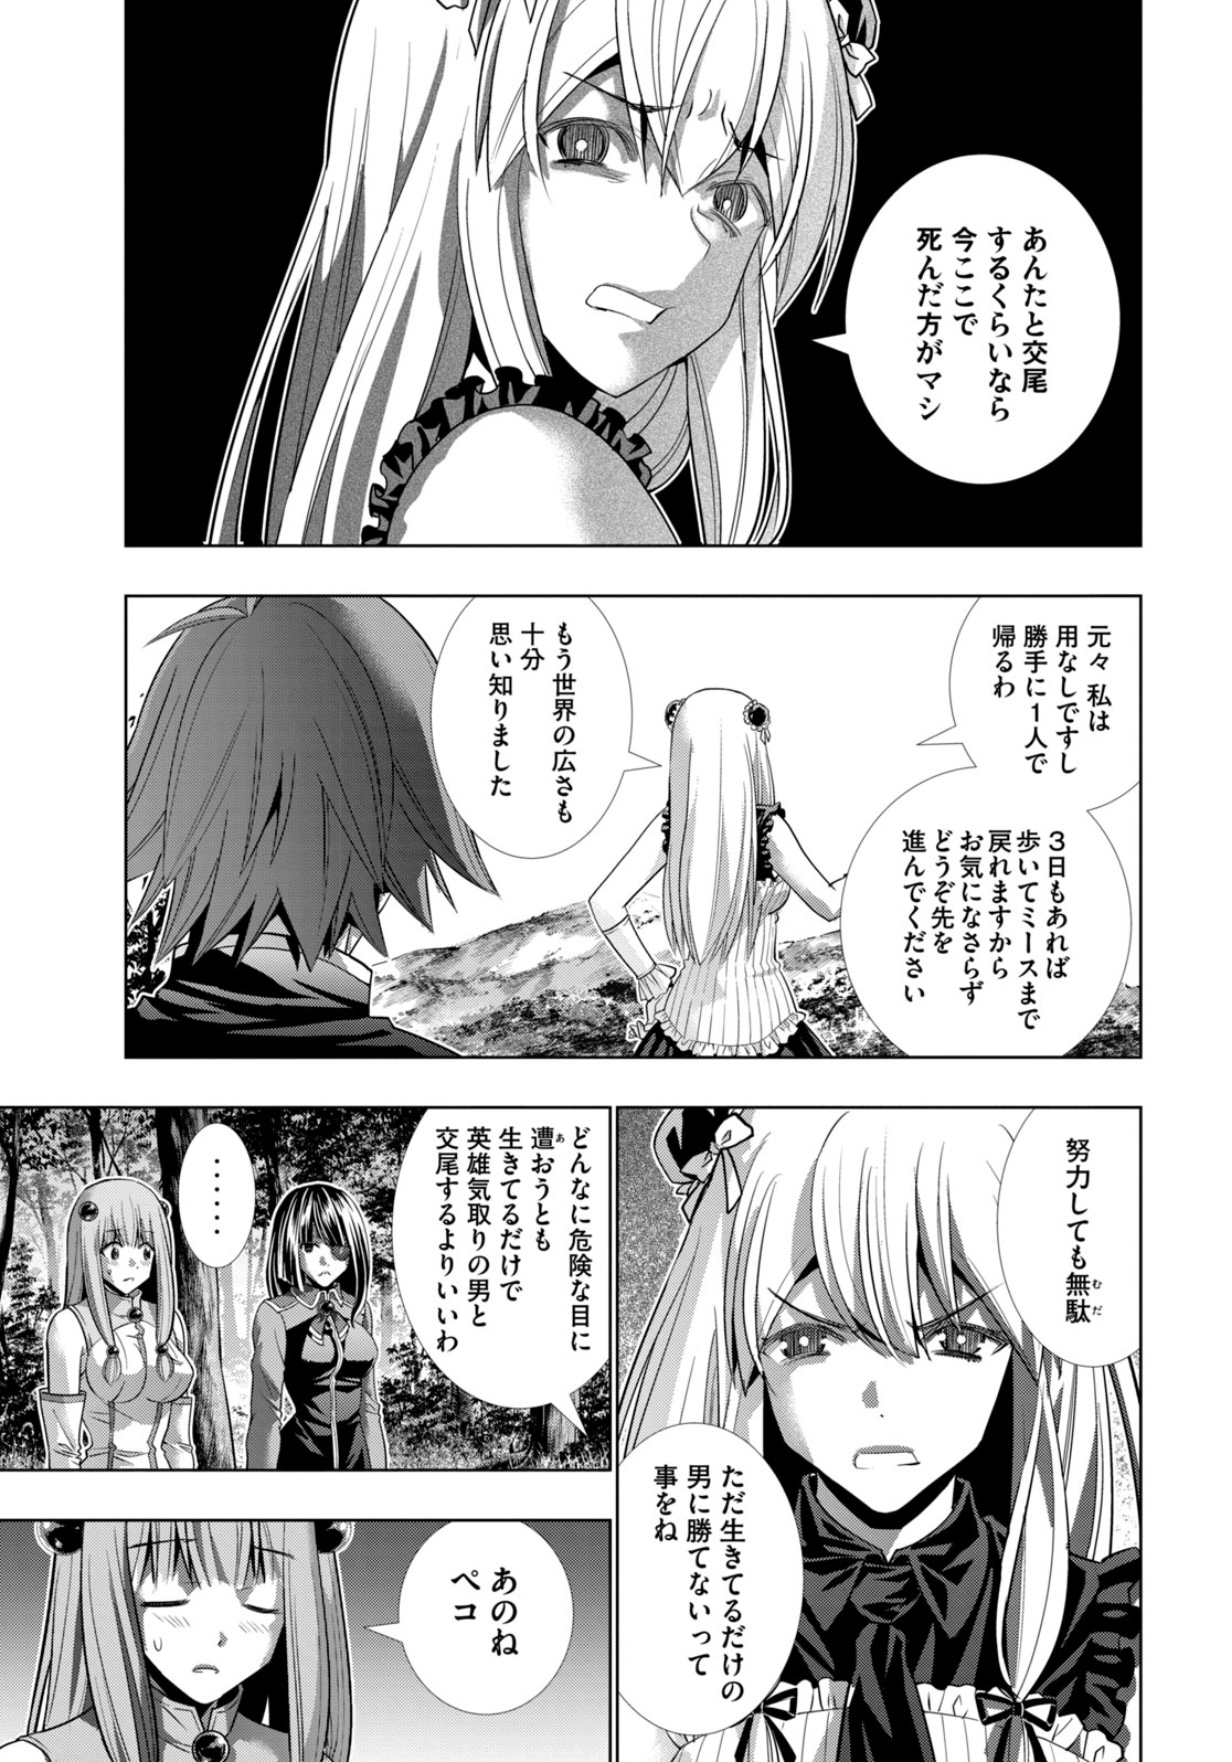 あんたと交尾
するくらいなら
今ここで
死んだ方がマシ
元々 私は
用なしですし
勝手に1人で
帰るわ
3日もあれば
歩いてミースまで
戻れますから
お気になさらず
どうぞ先を
進んでください
もう世界の広さも
十分
思い知りました
努力しても無駄
むだ
ただ生きてるだけの
男に勝てないって
事をね
どんなに危険な目に
遭おうとも
あ
生きてるだけで
英雄気取りの男と
交尾するよりいいわ
・・・・・・
あのね
ペコ